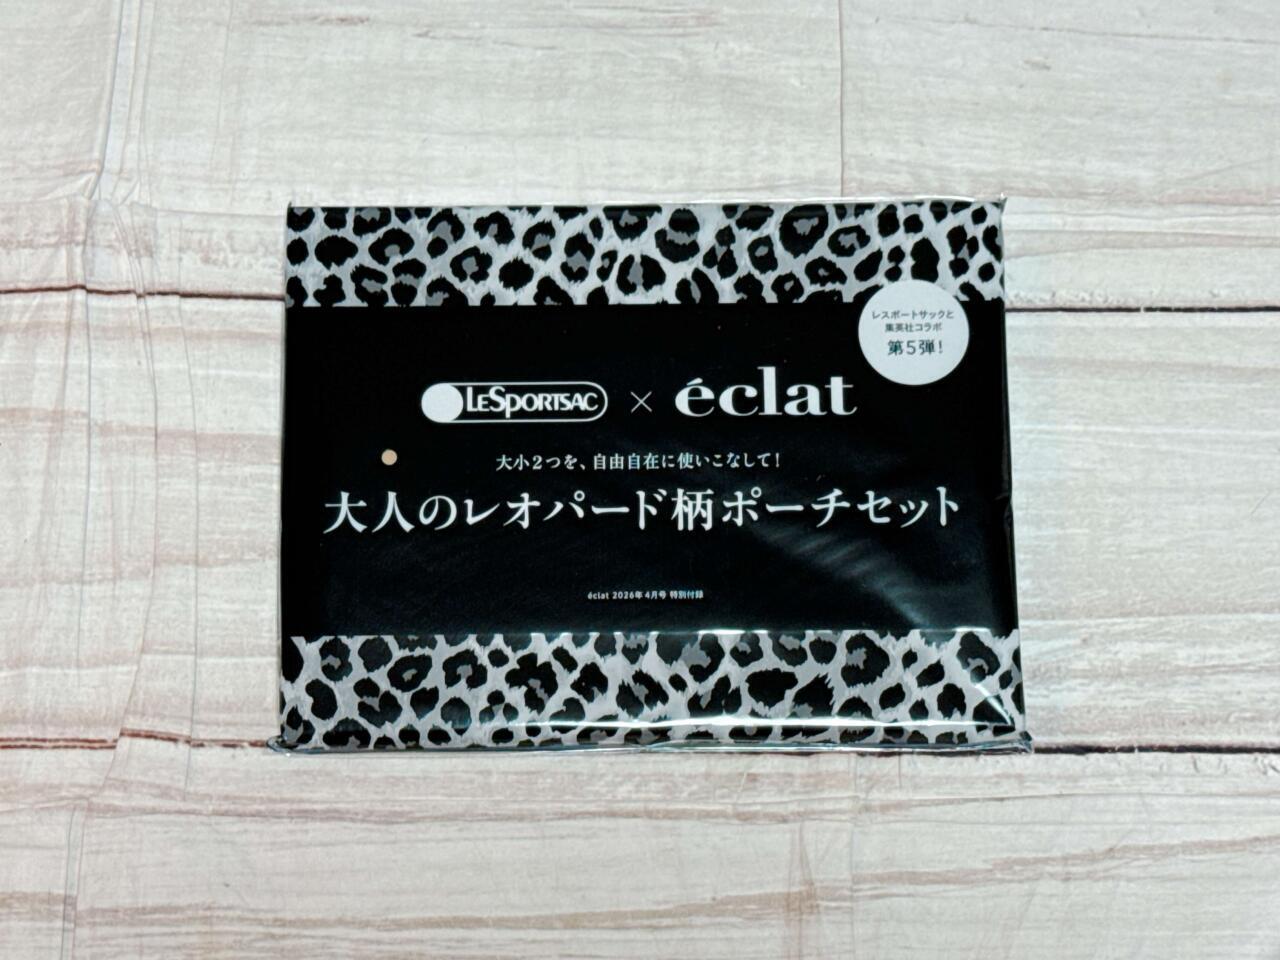 レスポートサックと
集英社コラボ
第5弾!
LESPORTSAC × éclat
大小2つを、自由自在に使いこなして!
大人のレオパード柄ポーチセット
éclat 2026年4月号 特別付録